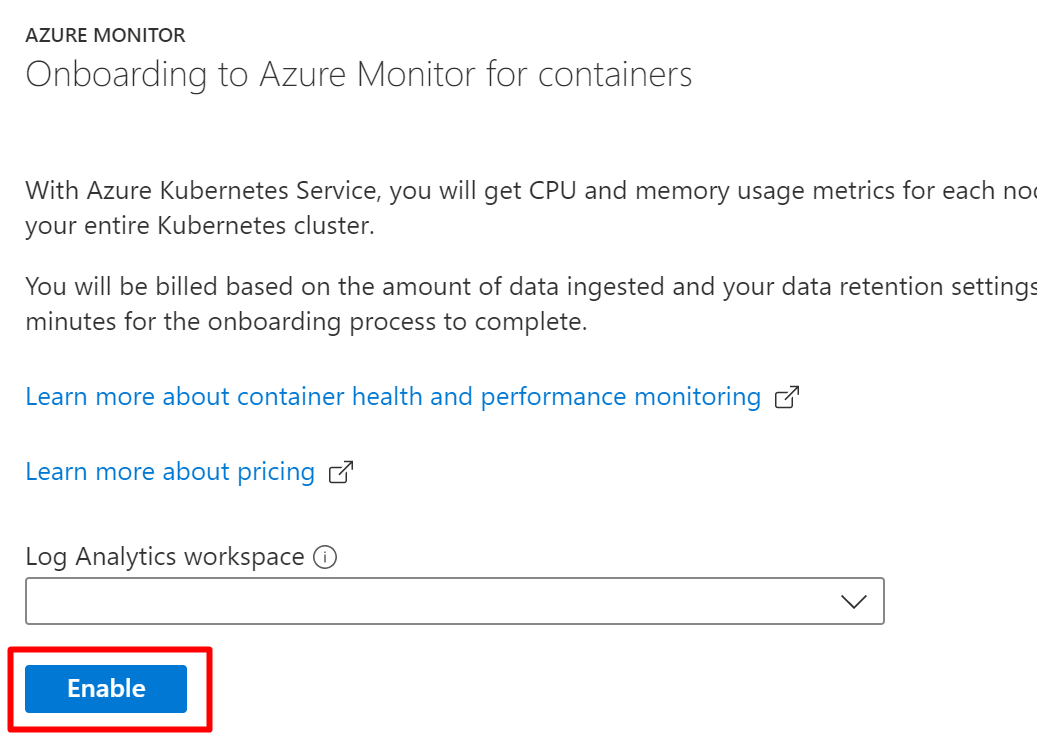 AZURE MONITOR
Onboarding to Azure Monitor for containers
With Azure Kubernetes Service, you will get CPU and memory usage metrics for each
your entire Kubernetes cluster.
You will be billed based on the amount of data ingested and your data retention settings
minutes for the onboarding process to complete.
Learn more about container health and performance monitoring
Learn more about pricing
Log Analytics workspace
Enable